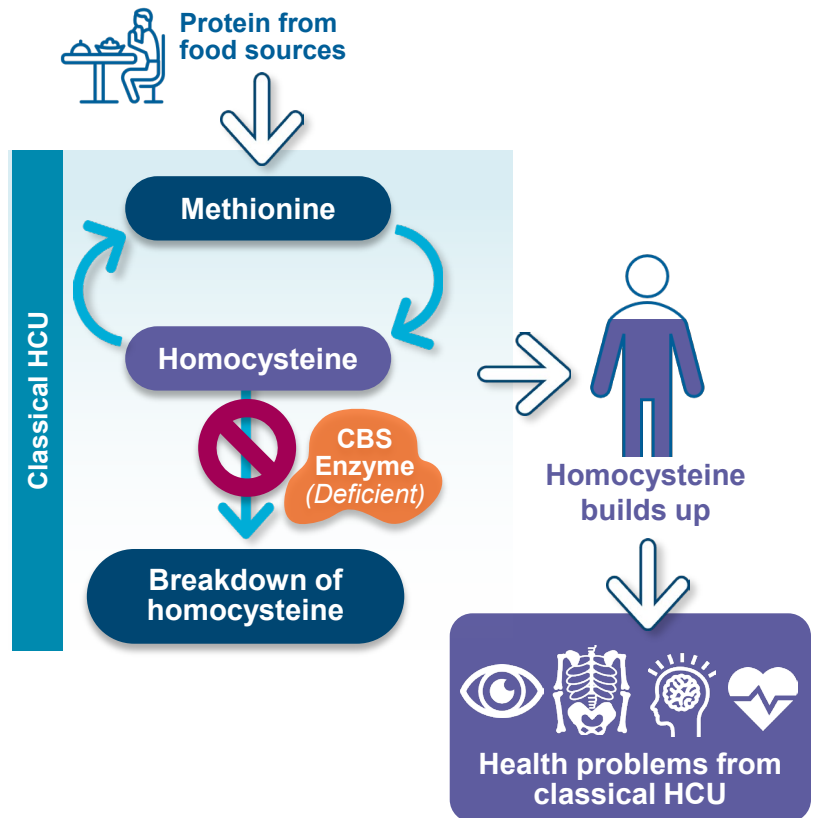 Protein from
food sources
Classical HCU
Methionine
Homocysteine
CBS
Enzyme
(Deficient)
Breakdown of
homocysteine
Homocysteine
builds up
Health problems from
classical HCU